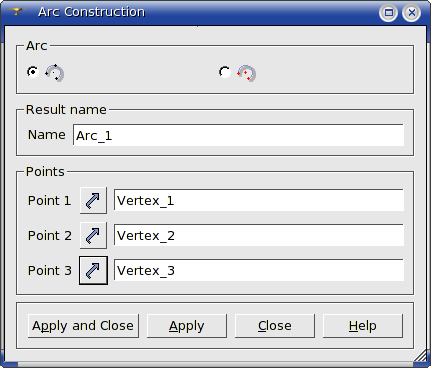 Arc Construction
Arc
Result name
Name Arc_1
Points
Point 1 Vertex_1
Point 2 Vertex_2
Point 3 Vertex_3
Apply and Close Apply Close Help